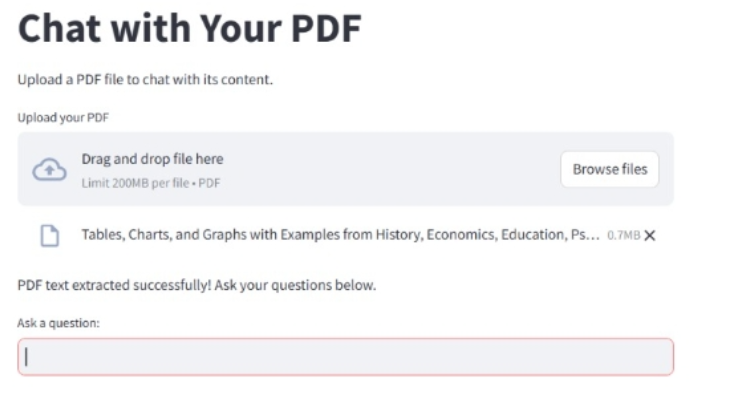 Chat with Your PDF
Upload a PDF file to chat with its content.
Upload your PDF
Drag and drop file here
Limit 200MB per file • PDF
Browse files
Tables, Charts, and Graphs with Examples from History, Economics, Education, Ps... 0.7MB ✕
PDF text extracted successfully! Ask your questions below.
Ask a question: